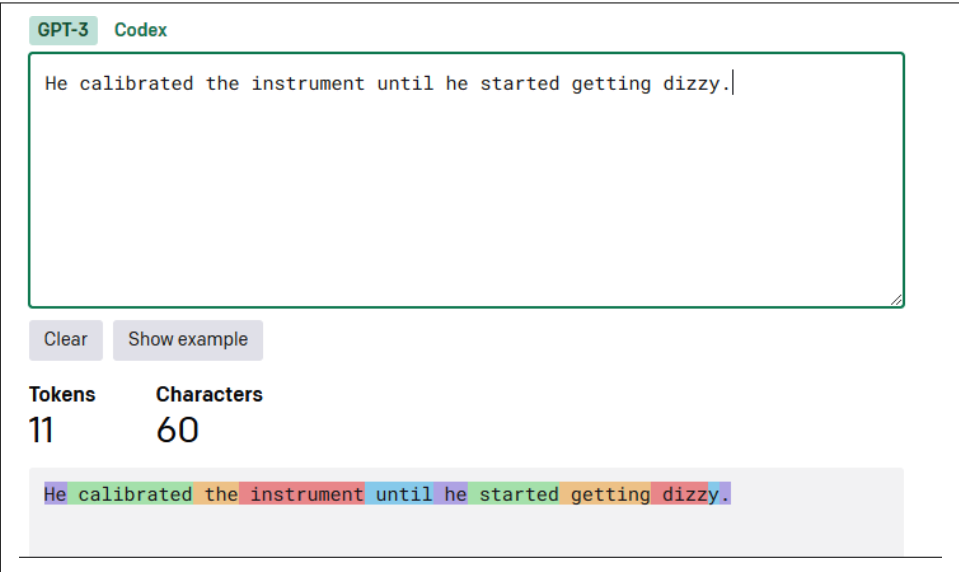 GPT-3 Codex
He calibrated the instrument until he started getting dizzy.
Clear Show example
Tokens Characters
11 60
He calibrated the instrument until he started getting dizzy.